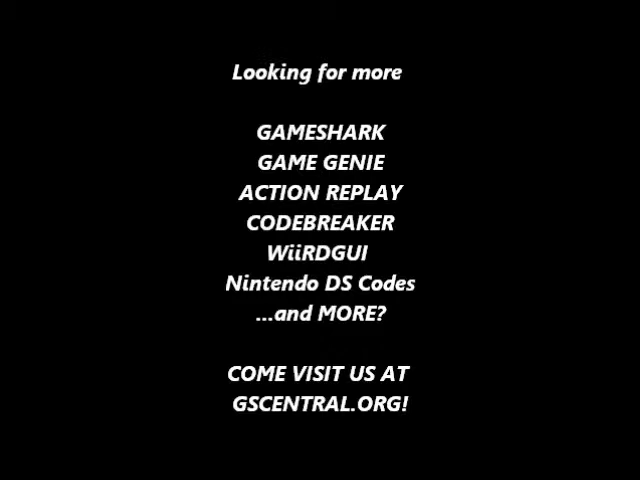 Looking for more
GAMESHARK
GAME GENIE
ACTION REPLAY
CODEBREAKER
WiiRDGUI
Nintendo DS Codes
...and MORE?
COME VISIT US AT
GSCENTRAL.ORG!